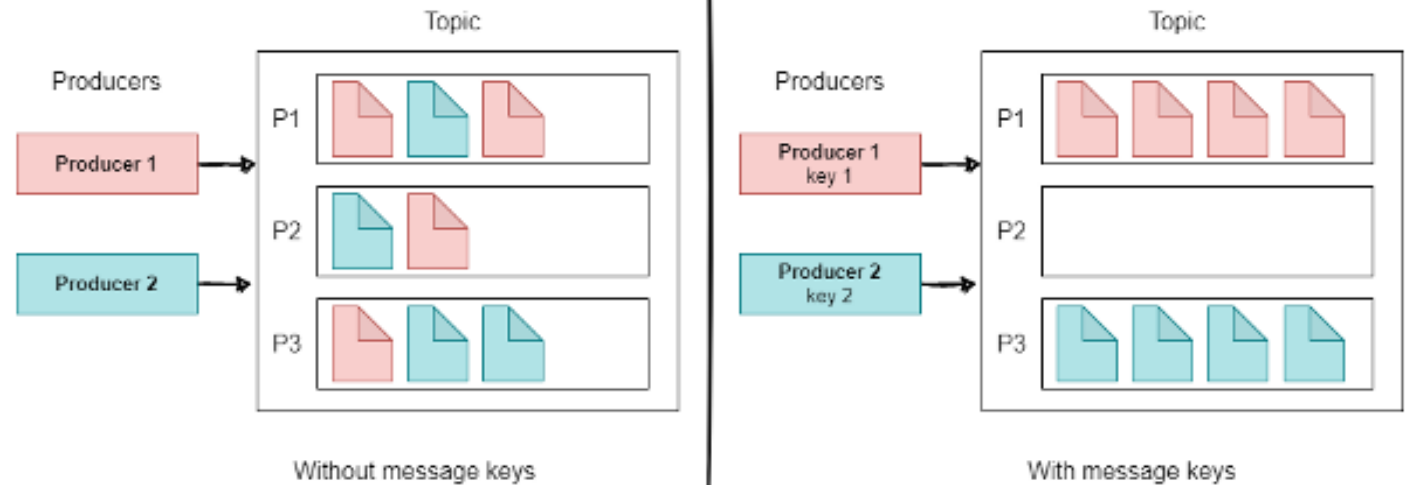 Topic
Producers
P1
Producer 1
P2
Producer 2
P3
Without message keys
Topic
Producers
P1
Producer 1
key 1
P2
Producer 2
key 2
P3
With message keys